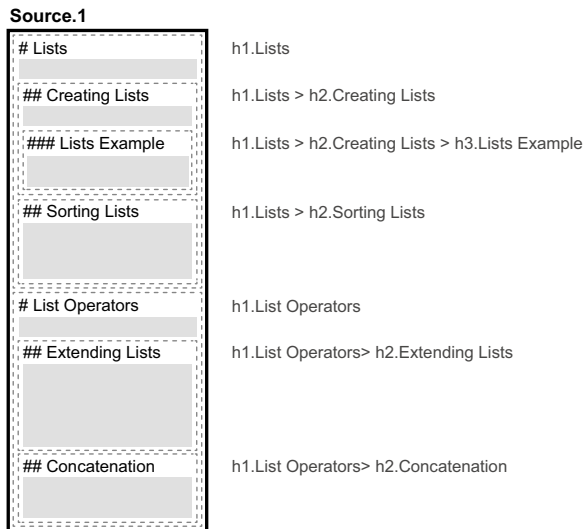 Source.1
# Lists
h1.Lists
## Creating Lists
h1.Lists > h2.Creating Lists
### Lists Example
h1.Lists > h2.Creating Lists > h3.Lists Example
## Sorting Lists
h1.Lists > h2.Sorting Lists
# List Operators
h1.List Operators
## Extending Lists
h1.List Operators> h2.Extending Lists
## Concatenation
h1.List Operators> h2.Concatenation